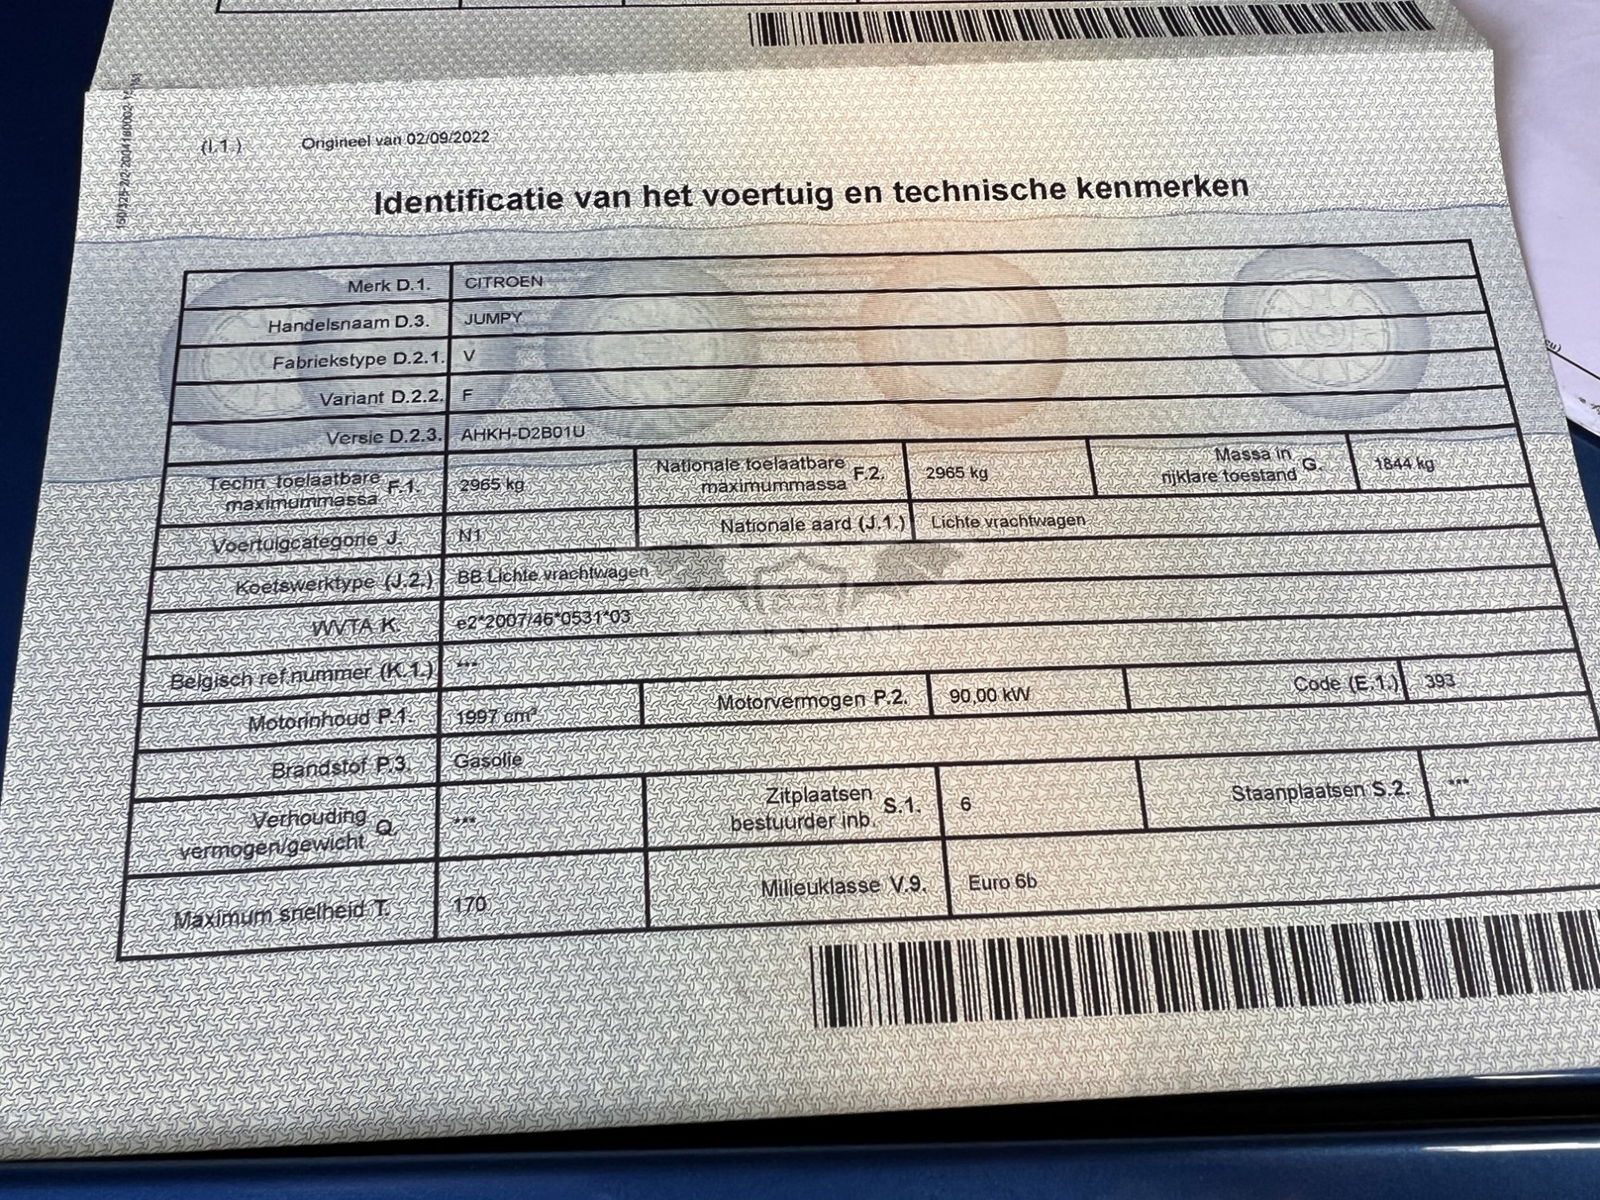 (I.1.) Origineel van 02/09/2022
Identificatie van het voertuig en technische kenmerken
Merk D.1. CITROEN
Handelsnaam D.3. JUMPY
Fabriekstype D.2.1. V
Variant D.2.2. F
Versie D.2.3. AHKH-D2B01U
Techn. toelaatbare maximummassa F.1. 2965 kg Nationale toelaatbare maximummassa F.2. 2965 kg Massa in rijklare toestand G. 1844 kg
Voertuigcategorie J. N1 Nationale aard (J.1.) Lichte vrachtwagen
Koetswerktype (J.2.) BB Lichte vrachtwagen
WVTA K. e2*2007/46*0531*03
Belgisch ref.nummer (K.1.) ***
Motorinhoud P.1. 1997 cm³ Motorvermogen P.2. 90,00 kW Code (E.1.) 393
Brandstof P.3. Gasolie
Verhouding vermogen/gewicht Q. *** Zitplaatsen bestuurder inb. S.1. 6 Staanplaatsen S.2. ***
Maximum snelheid T. 170 Milieuklasse V.9. Euro 6b